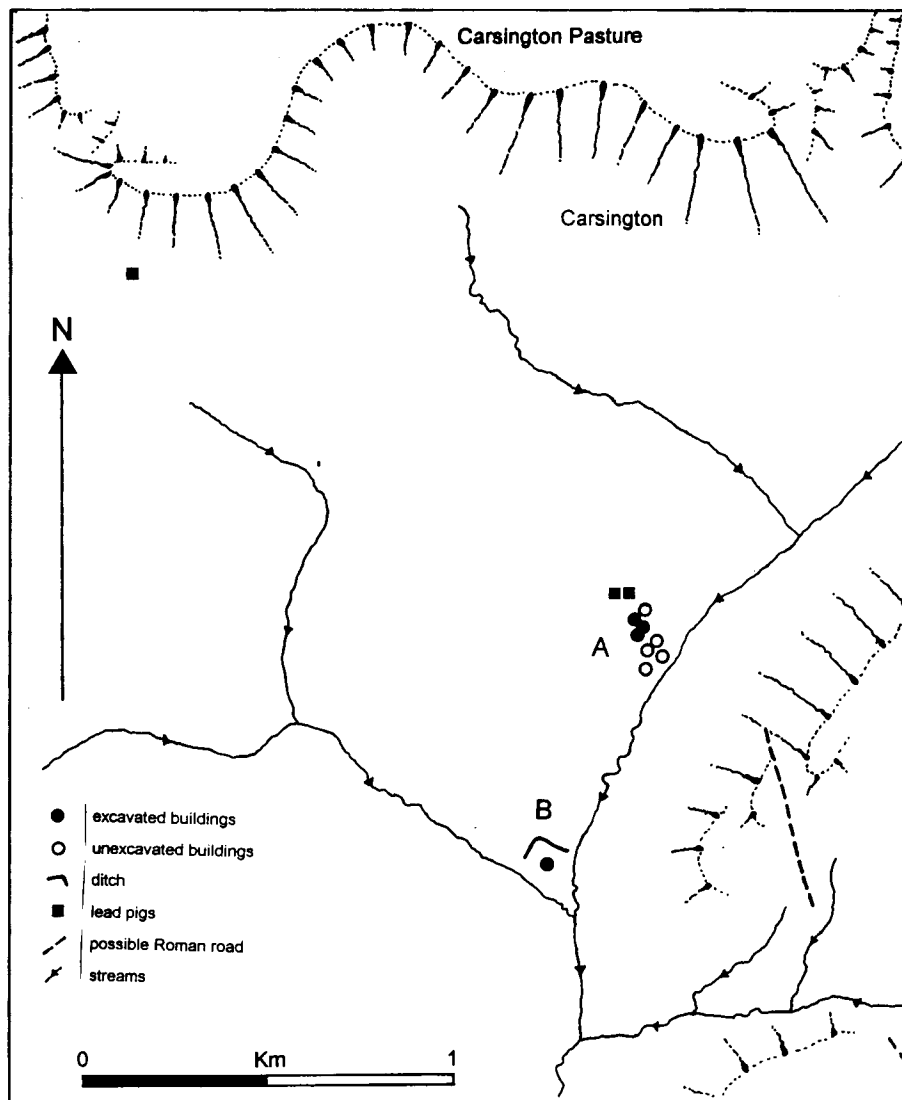 Carsington Pasture
Carsington
N
A
B
excavated buildings
unexcavated buildings
ditch
lead pigs
possible Roman road
streams
0 Km 1